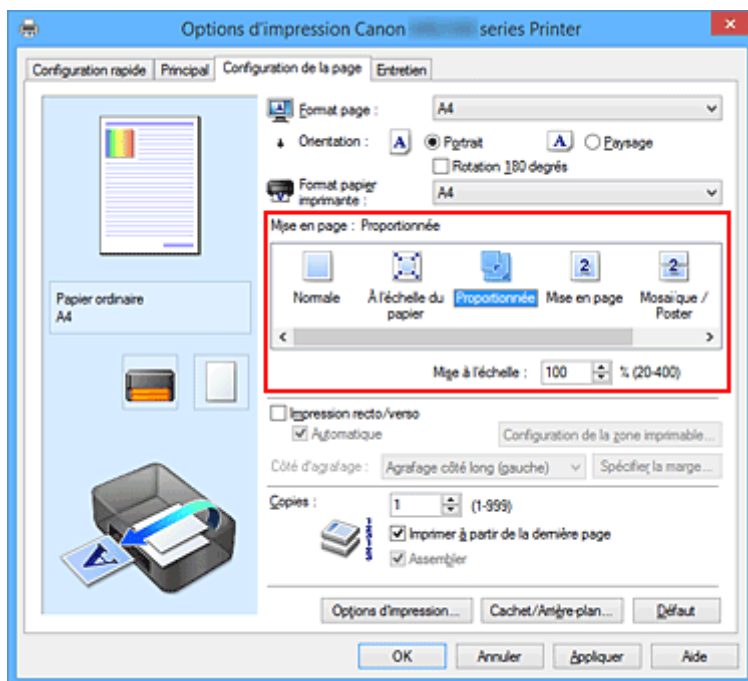 Options d'impression Canon series Printer
Configuration rapide Principal Configuration de la page Entretien
Format page : A4
Orientation : A Portrait A Paysage
Rotation 180 degrés
Format papier imprimante : A4
Mise en page : Proportionnée
2 2
Normale À l'échelle du papier Proportionnée Mise en page Mosaïque / Poster
Mise à l'échelle : 100 % (20-400)
Papier ordinaire
A4
Impression recto/verso
Automatique Configuration de la zone imprimable...
Côté d'agrafage : Agrafage côté long (gauche) Spécifier la marge...
Copies : 1 (1-999)
Imprimer à partir de la dernière page
Assembler
A
Options d'impression... Cachet/Arrière-plan... Défaut
OK Annuler Appliquer Aide